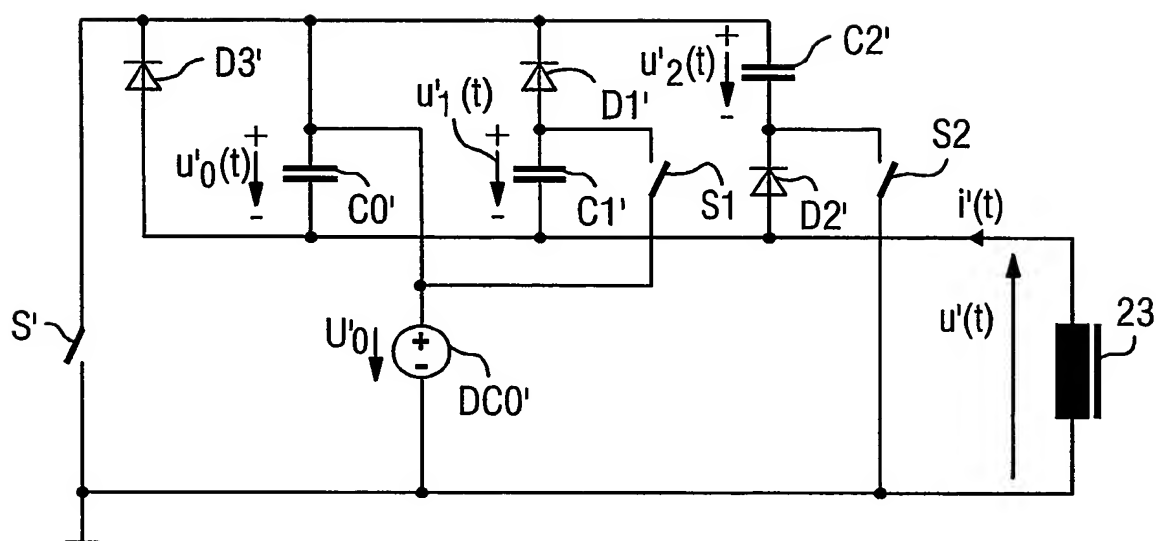 D3'
C2'
u'2(t)
+
-
u'1(t)
D1'
+
-
u'0(t)
+
-
C0'
C1'
S1
D2'
S2
i'(t)
S'
U'0
+
-
DC0'
u'(t)
23